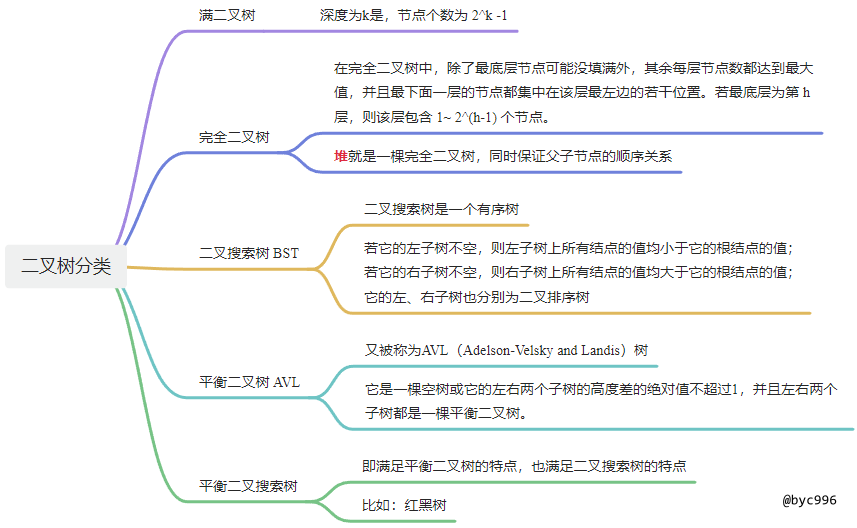 二叉树分类
满二叉树
深度为k是，节点个数为 2^k -1
完全二叉树
在完全二叉树中，除了最底层节点可能没填满外，其余每层节点数都达到最大
值，并且最下面一层的节点都集中在该层最左边的若干位置。若最底层为第 h
层，则该层包含 1~ 2^(h-1) 个节点。
堆就是一棵完全二叉树，同时保证父子节点的顺序关系
二叉搜索树 BST
二叉搜索树是一个有序树
若它的左子树不空，则左子树上所有结点的值均小于它的根结点的值；
若它的右子树不空，则右子树上所有结点的值均大于它的根结点的值；
它的左、右子树也分别为二叉排序树
平衡二叉树 AVL
又被称为AVL（Adelson-Velsky and Landis）树
它是一棵空树或它的左右两个子树的高度差的绝对值不超过1，并且左右两个
子树都是一棵平衡二叉树。
平衡二叉搜索树
即满足平衡二叉树的特点，也满足二叉搜索树的特点
比如：红黑树
@byc996